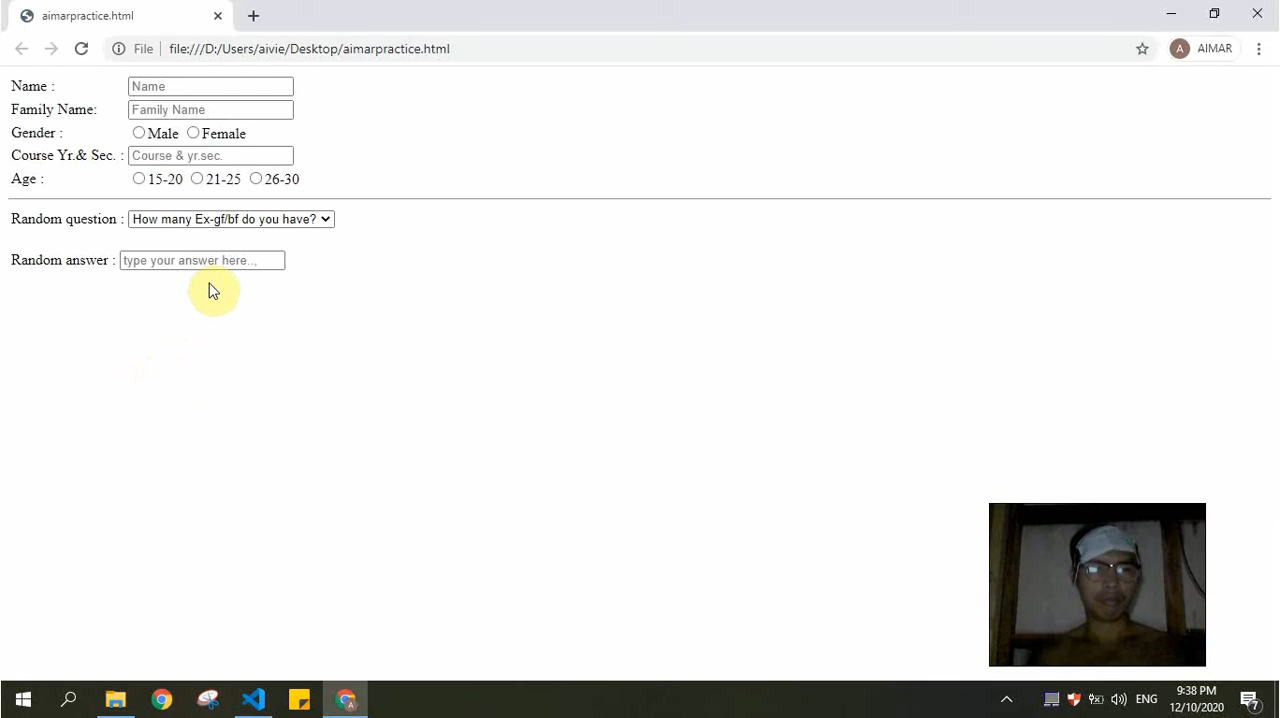 aimarpractice.html
File file:///D:/Users/aivie/Desktop/aimarpractice.html A AIMAR
Name : Name
Family Name: Family Name
Gender : Male Female
Course Yr.& Sec. : Course & yr.sec.
Age : 15-20 21-25 26-30
Random question : How many Ex-gf/bf do you have?
Random answer : type your answer here..,
A ENG 9:38 PM
12/10/2020 7